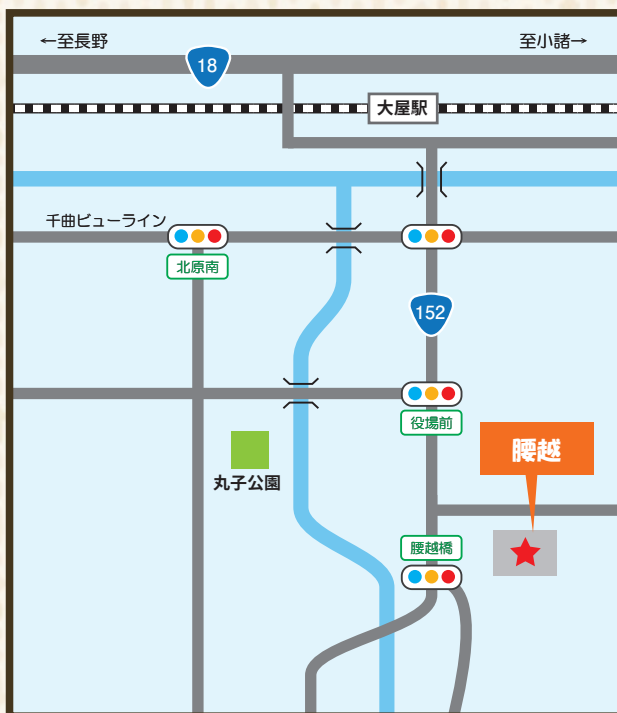 ←至長野
至小諸→
18
大屋駅
千曲ビューライン
北原南
152
役場前
腰越
丸子公園
腰越橋